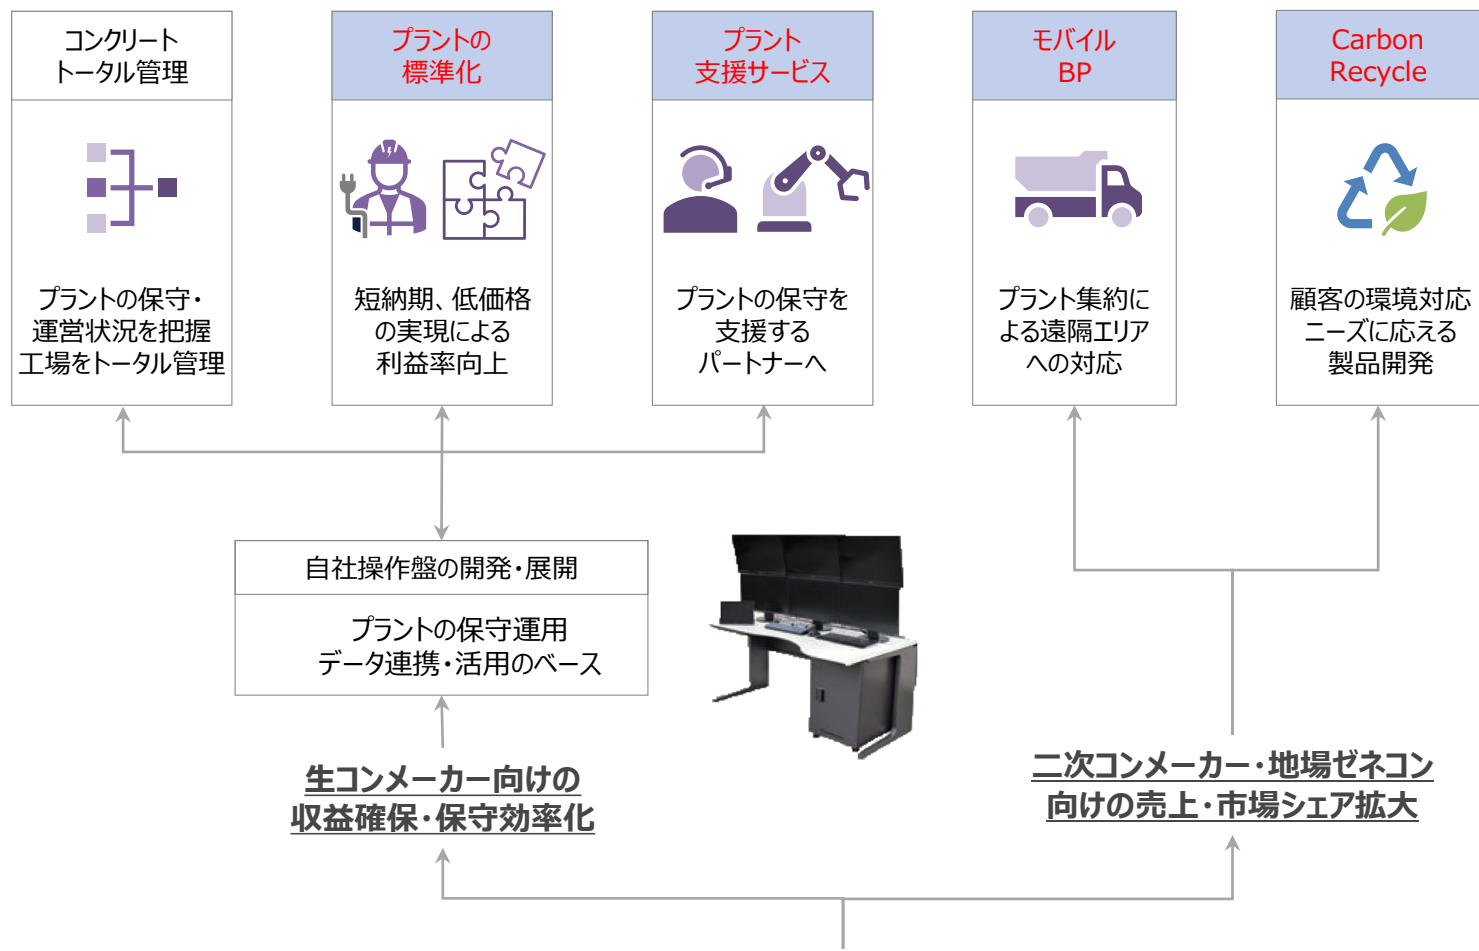 コンクリート
トータル管理
プラントの
標準化
プラント
支援サービス
モバイル
BP
Carbon
Recycle
プラントの保守・
運営状況を把握
工場をトータル管理
短納期、低価格
の実現による
利益率向上
プラントの保守を
支援する
パートナーへ
プラント集約に
よる遠隔エリア
への対応
顧客の環境対応
ニーズに応える
製品開発
自社操作盤の開発・展開
プラントの保守運用
データ連携・活用のベース
生コンメーカー向けの
収益確保・保守効率化
二次コンメーカー・地場ゼネコン
向けの売上・市場シェア拡大